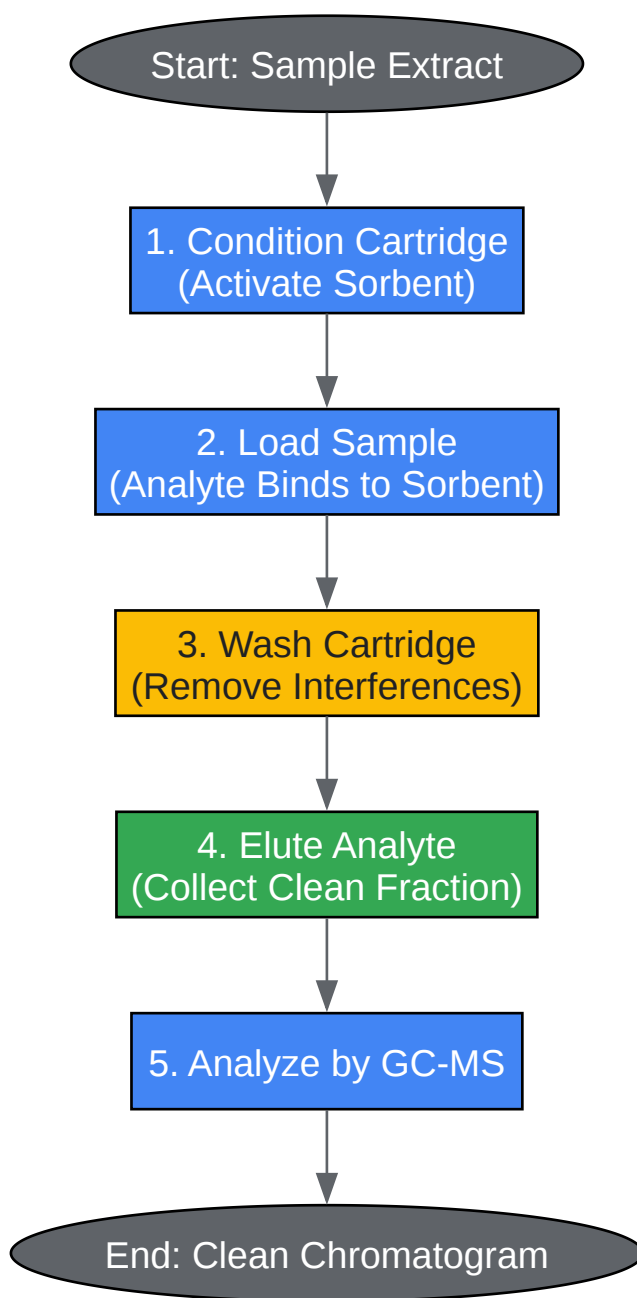 Start: Sample Extract
1. Condition Cartridge
(Activate Sorbent)
2. Load Sample
(Analyte Binds to Sorbent)
3. Wash Cartridge
(Remove Interferences)
4. Elute Analyte
(Collect Clean Fraction)
5. Analyze by GC-MS
End: Clean Chromatogram